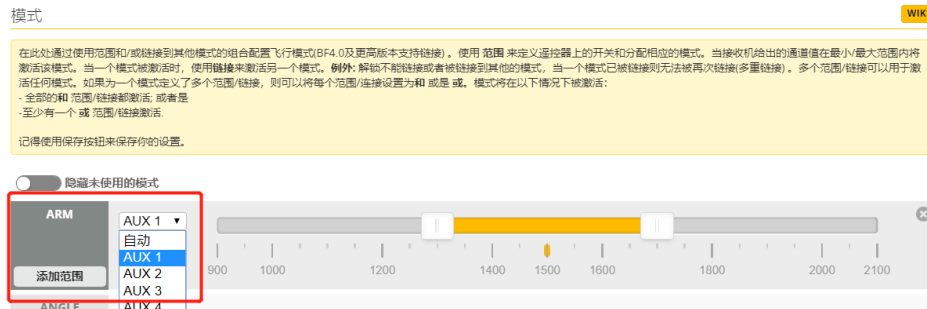 模式
WIK
在此处通过使用范围和/或链接到其他模式的组合配置飞行模式(BF4.0及更高版本支持链接) 。使用 范围 来定义遥控器上的开关和分配相应的模式。当接收机给出的通道值在最小/最大范围内将
激活该模式。当一个模式被激活时，使用链接来激活另一个模式。例外: 解锁不能链接或者被链接到其他的模式，当一个模式已被链接则无法被再次链接(多重链接) 。多个范围/链接可以用于激
活任何模式。如果为一个模式定义了多个范围/链接，则可以将每个范围/连接设置为和 或是 或。模式将在以下情况下被激活：
- 全部的和 范围/链接都激活; 或者是
-至少有一个 或 范围/链接激活.
记得使用保存按钮来保存你的设置。
隐藏未使用的模式
ARM
AUX 1
自动
AUX 1
AUX 2
AUX 3
AUX 4
添加范围
900 1000 1200 1400 1500 1600 1800 2000 2100
ANGLE